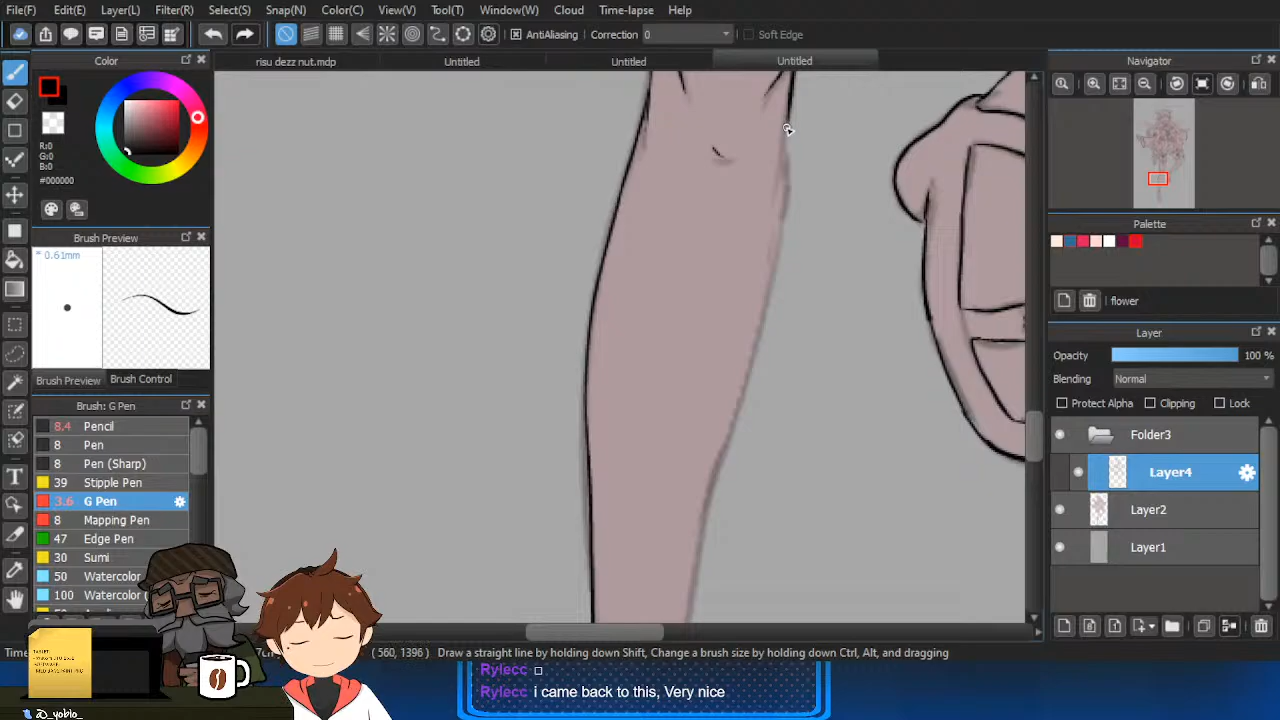 File(F) Edit(E) Layer(L) Filter(R) Select(S) Snap(N) Color(C) View(V) Tool(T) Window(W) Cloud Time-lapse Help
AntiAliasing Correction 0 Soft Edge
risu dezz nut.mdp Untitled Untitled Untitled
Color
R:0
G:0
B:0
#000000
Brush Preview
0.61mm
Brush Preview Brush Control
Brush: G Pen
8.4 Pencil
8 Pen
8 Pen (Sharp)
39 Stipple Pen
3.6 G Pen
8 Mapping Pen
47 Edge Pen
30 Sumi
50 Watercolor
100 Watercolor (
Navigator
Palette
flower
Layer
Opacity 100 %
Blending Normal
Protect Alpha Clipping Lock
Folder3
Layer4
Layer2
Layer1
(560, 1396) Draw a straight line by holding down Shift, Change a brush size by holding down Ctrl, Alt, and dragging
Rylecc
Rylecc i came back to this, Very nice